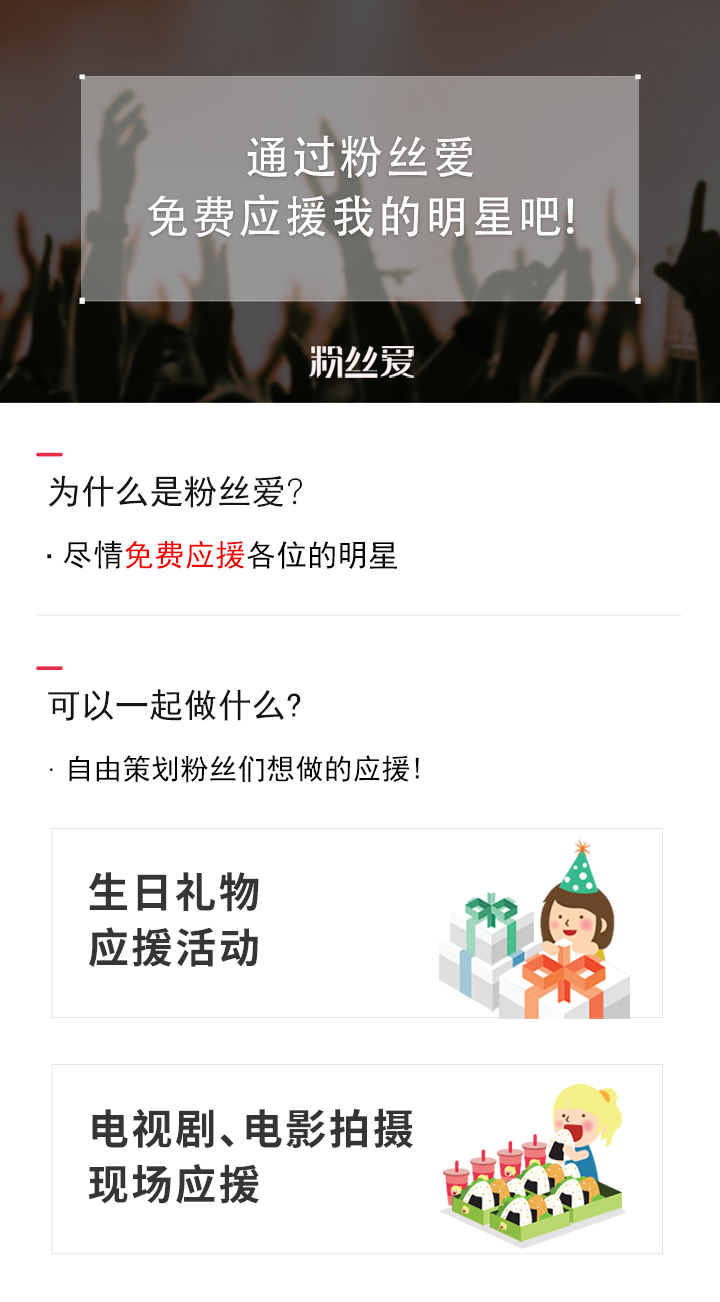 通过粉丝爱
免费应援我的明星吧!
粉丝爱
为什么是粉丝爱?
· 尽情免费应援各位的明星
可以一起做什么?
· 自由策划粉丝们想做的应援!
生日礼物
应援活动
电视剧、电影拍摄
现场应援